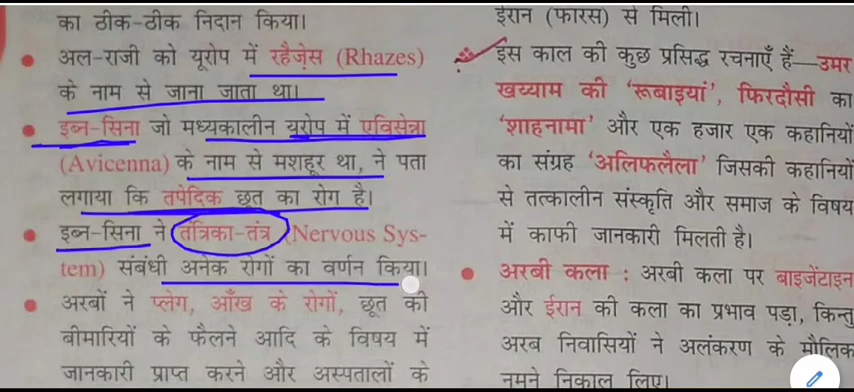 का ठीक-ठीक निदान किया।
अल-राजी को यूरोप में रहैज़ेस (Rhazes)
के नाम से जाना जाता था।
इब्न-सिना जो मध्यकालीन यूरोप में एविसेन्ना
(Avicenna) के नाम से मशहूर था, ने पता
लगाया कि तपेदिक छूत का रोग है।
इब्न-सिना ने तंत्रिका-तंत्र (Nervous Sys-
tem) संबंधी अनेक रोगों का वर्णन किया।
अरबों ने प्लेग, आँख के रोगों, छूत की
बीमारियों के फैलने आदि के विषय में
जानकारी प्राप्त करने और अस्पतालों के
ईरान (फारस) से मिली।
इस काल की कुछ प्रसिद्ध रचनाएँ हैं—उमर
खय्याम की 'रूबाइयां', फिरदौसी का
'शाहनामा' और एक हजार एक कहानियों
का संग्रह 'अलिफलैला' जिसकी कहानियों
से तत्कालीन संस्कृति और समाज के विषय
में काफी जानकारी मिलती है।
अरबी कला : अरबी कला पर बाइजेंटाइन
और ईरान की कला का प्रभाव पड़ा, किन्तु
अरब निवासियों ने अलंकरण के मौलिक
नमूने निकाल लिए।